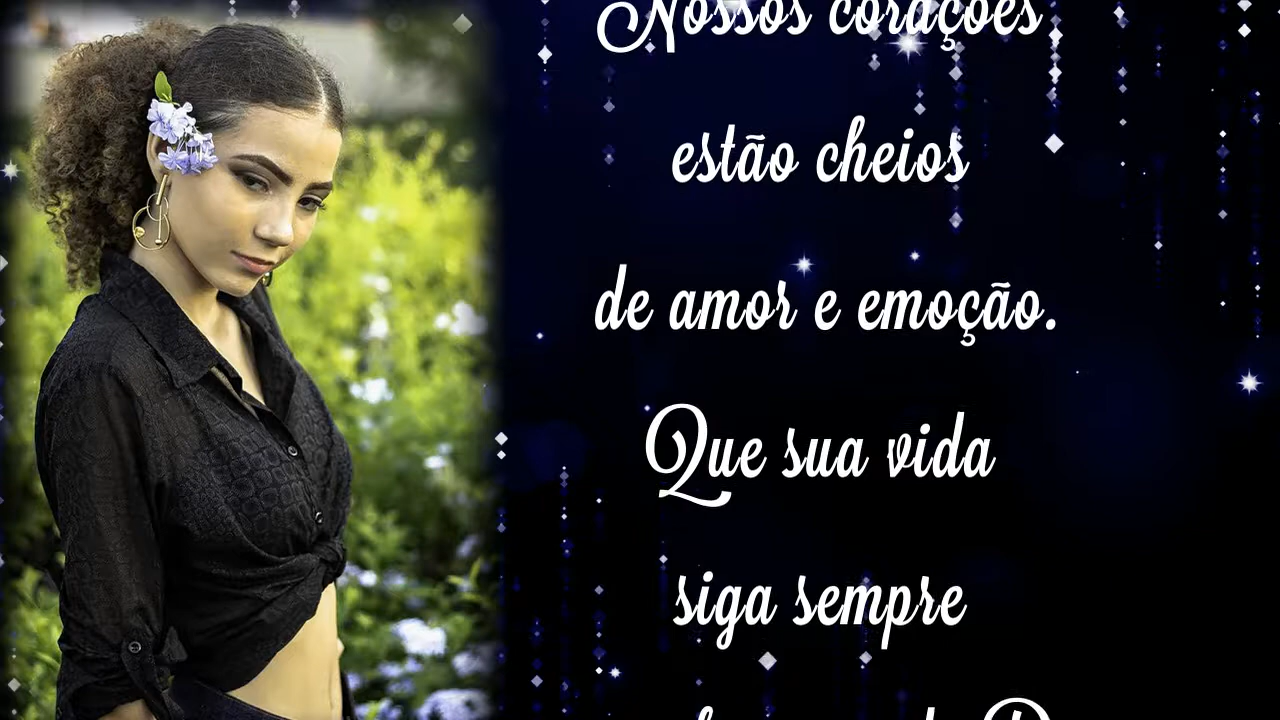 Nossos corações
estão cheios
de amor e emoção.
Que sua vida
siga sempre